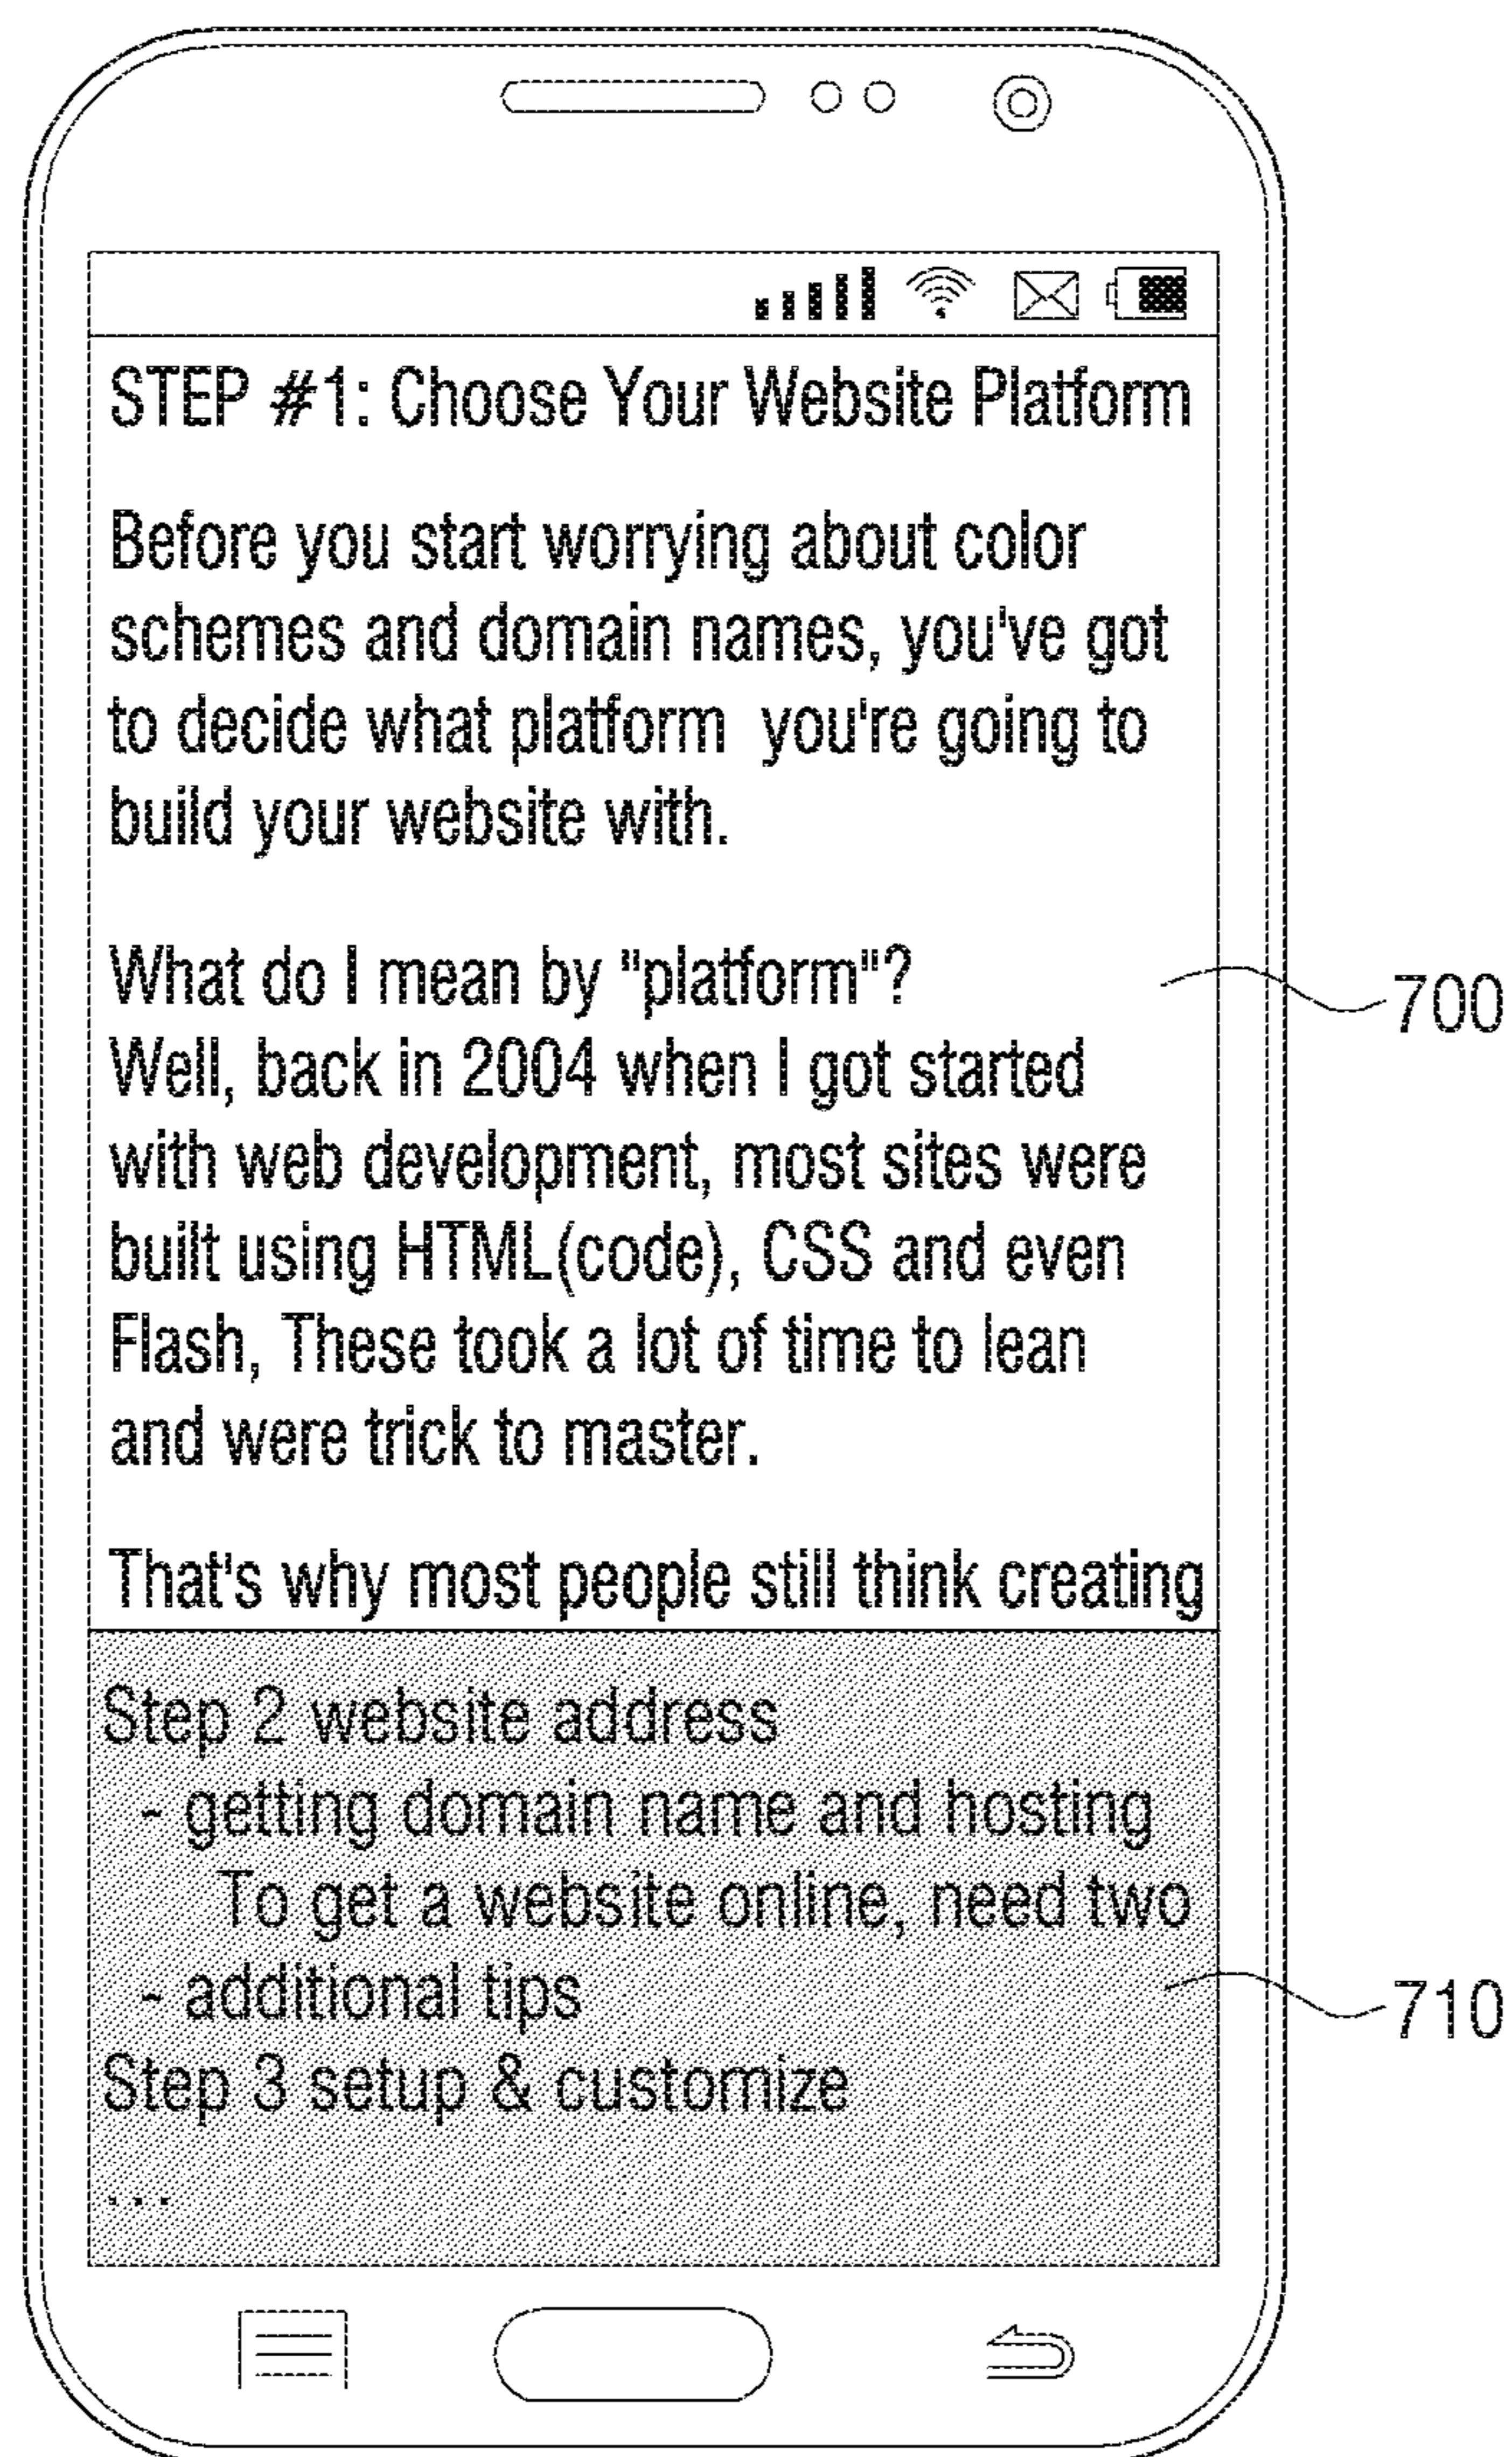 STEP #1: Choose Your Website Platform
Before you start worrying about color
schemes and domain names, you've got
to decide what platform  you're going to
build your website with.
What do I mean by "platform"?
700
Well, back in 2004 when I got started
with web development, most sites were
built using HTML(code), CSS and even
Flash, These took a lot of time to lean
and were trick to master.
That's why most people still think creating
Step 2 website address
- getting domain name and hosting
To get a website online, need two
- additional tips
710
Step 3 setup & customize
...